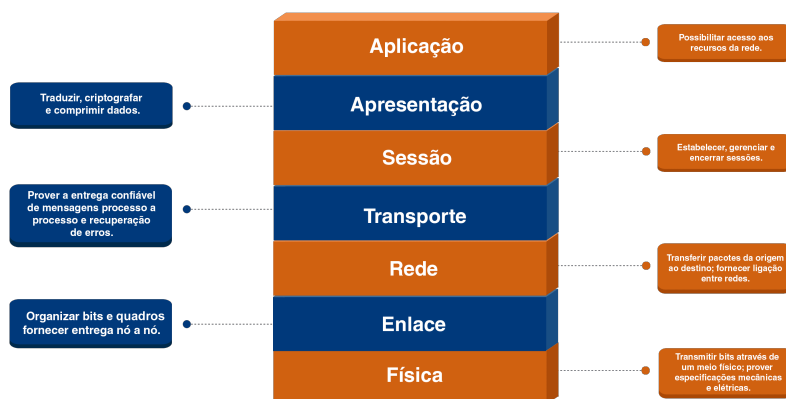 Aplicação
Possibilitar acesso aos
recursos da rede.
Traduzir, criptografar
e comprimir dados.
Apresentação
Sessão
Estabelecer, gerenciar e
encerrar sessões.
Prover a entrega confiável
de mensagens processo a
processo e recuperação
de erros.
Transporte
Rede
Transferir pacotes da origem
ao destino; fornecer ligação
entre redes.
Organizar bits e quadros
fornecer entrega nó a nó.
Enlace
Física
Transmitir bits através de
um meio físico; prover
especificações mecânicas
e elétricas.